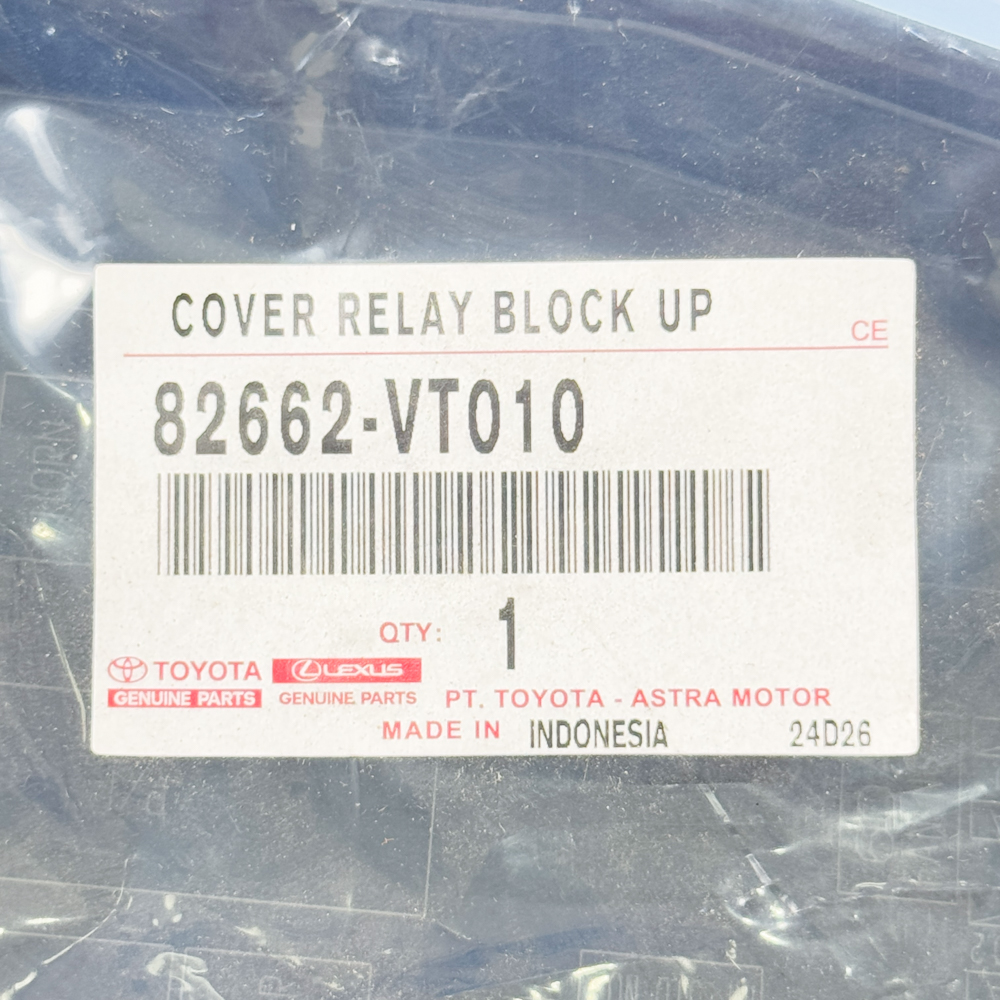 COVER RELAY BLOCK UP
CE
82662-VT010
QTY: 1
TOYOTA LEXUS
GENUINE PARTS GENUINE PARTS PT. TOYOTA - ASTRA MOTOR
MADE IN INDONESIA 24D26
HORN